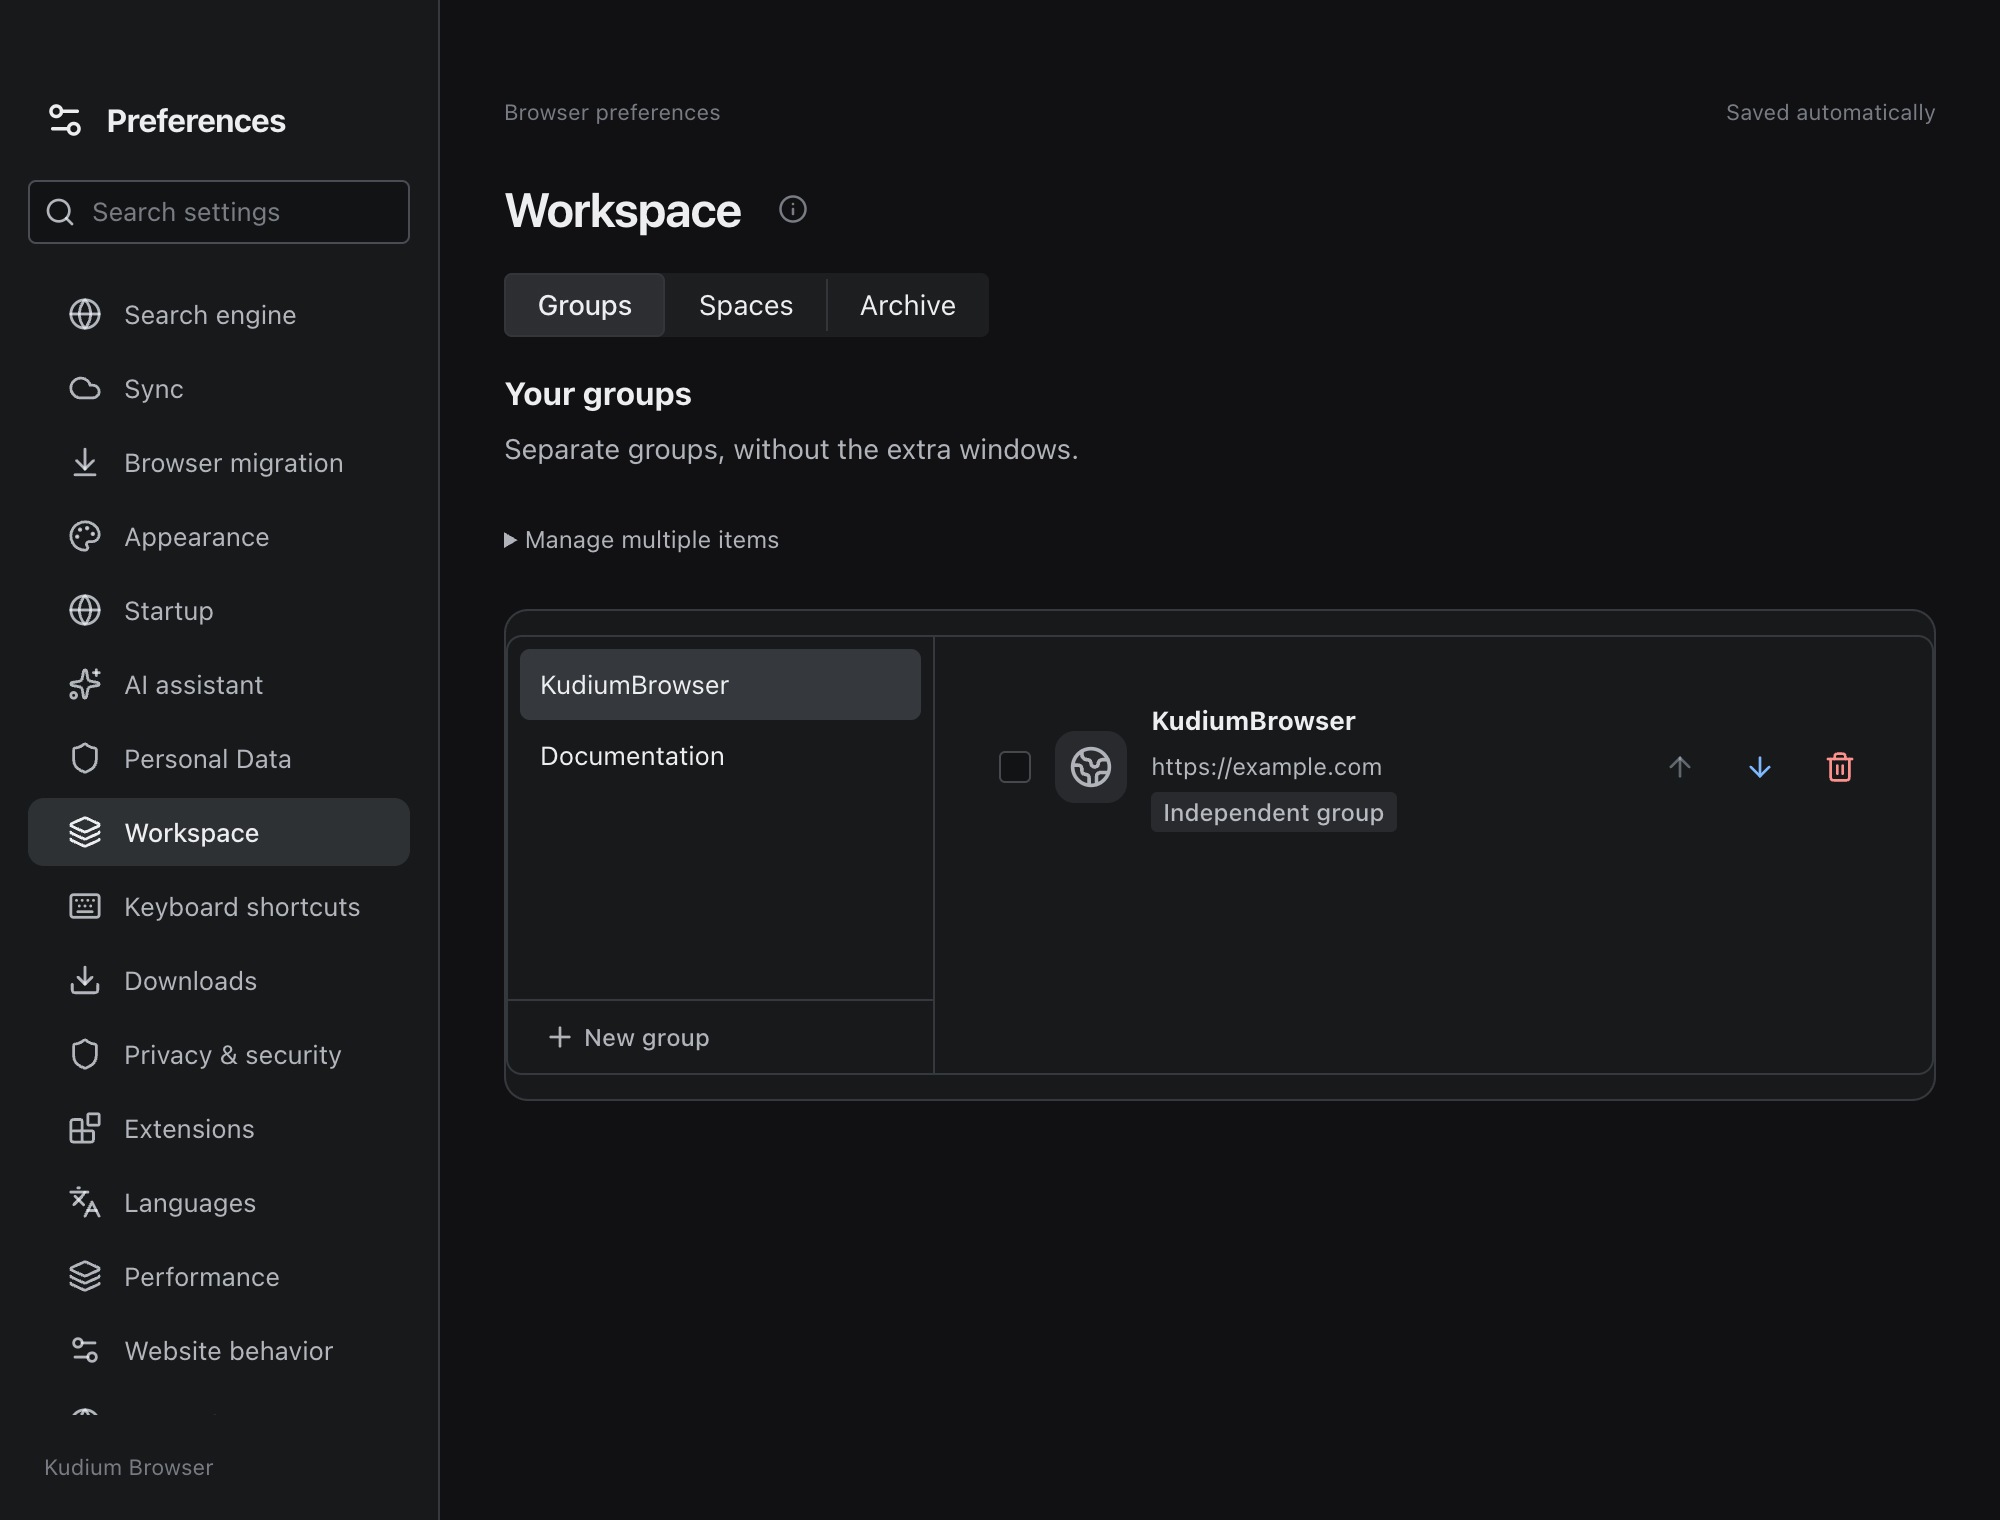 Preferences
Search settings
Search engine
Sync
Browser migration
Appearance
Startup
AI assistant
Personal Data
Workspace
Keyboard shortcuts
Downloads
Privacy & security
Extensions
Languages
Performance
Website behavior
Kudium Browser
Browser preferences
Saved automatically
Workspace
Groups
Spaces
Archive
Your groups
Separate groups, without the extra windows.
Manage multiple items
KudiumBrowser
Documentation
New group
KudiumBrowser
https://example.com
Independent group